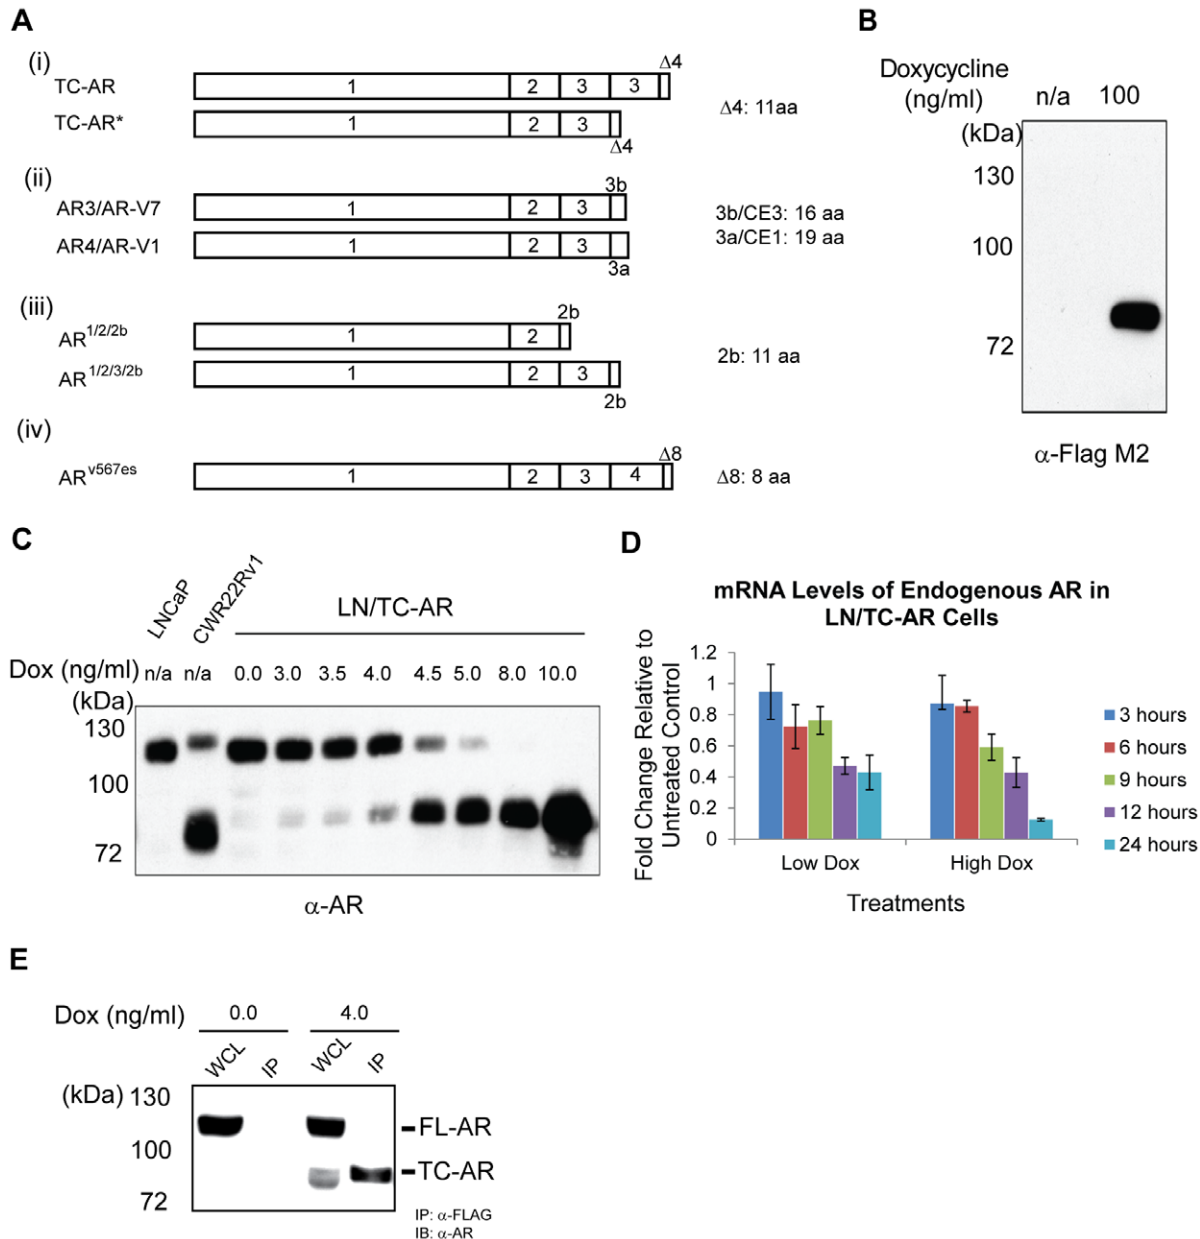 A
(i)
Δ4
TC-AR
1 2 3 3
TC-AR*
1 2 3
Δ4
Δ4: 11aa
(ii)
3b
AR3/AR-V7
1 2 3
AR4/AR-V1
1 2 3
3a
3b/CE3: 16 aa
3a/CE1: 19 aa
(iii)
2b
AR1/2/2b
1 2
AR1/2/3/2b
1 2 3
2b
2b: 11 aa
(iv)
Δ8
ARv567es
1 2 3 4
Δ8: 8 aa
B
Doxycycline
(ng/ml)
n/a 100
(kDa)
130
100
72
α-Flag M2
C
LNCaP
CWR22Rv1
LN/TC-AR
Dox (ng/ml) n/a n/a 0.0 3.0 3.5 4.0 4.5 5.0 8.0 10.0
(kDa)
130
100
72
α-AR
D
mRNA Levels of Endogenous AR in
LN/TC-AR Cells
Fold Change Relative to
Untreated Control
1.2
1
0.8
0.6
0.4
0.2
0
Low Dox High Dox
Treatments
3 hours
6 hours
9 hours
12 hours
24 hours
E
Dox (ng/ml) 0.0 4.0
WCL IP WCL IP
(kDa) 130
100
72
FL-AR
TC-AR
IP: α-FLAG
IB: α-AR